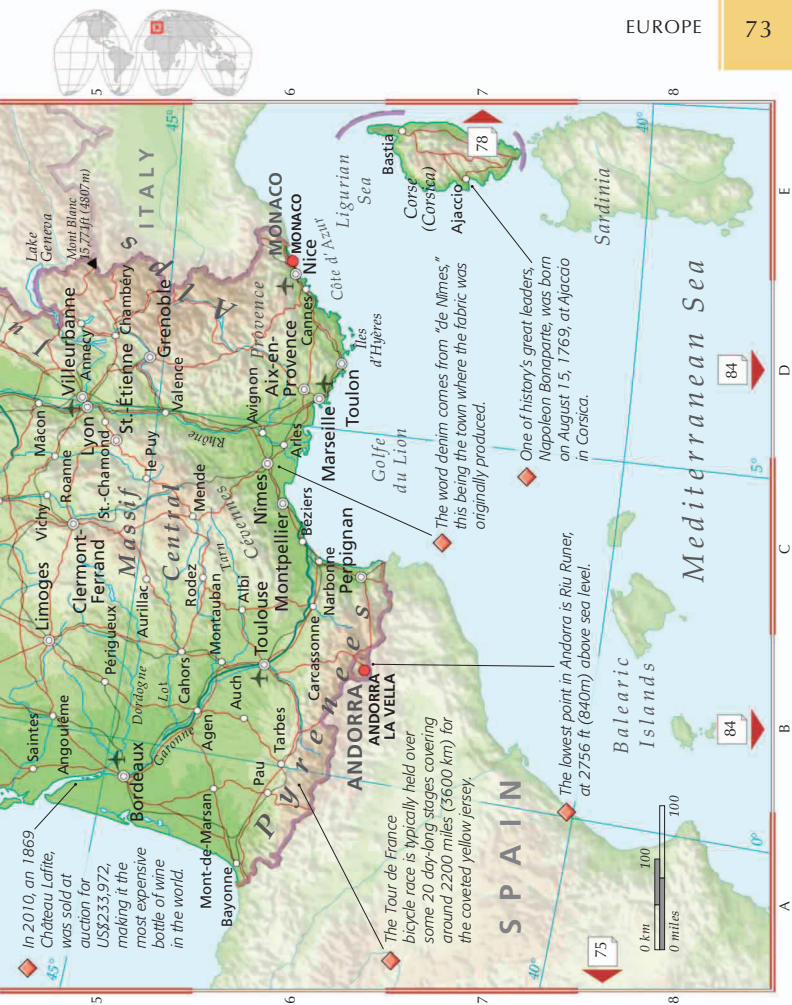 EUROPE 73
5
6
7
8
45°
40°
Lake
Geneva
Mont Blanc
15,771ft (4807m)
ITALY
Jura
Alps
Villeurbanne
Annecy
Mâcon
Lyon
Chambéry
St.-Étienne
Grenoble
Roanne
St.-Chamond
Valence
Vichy
le Puy
Rhône
Limoges
Clermont-
Ferrand
Massif
Central
Mende
Cévennes
Périgueux
Aurillac
Rodez
Tarn
Saintes
Angoulême
Dordogne
Lot
Cahors
Montauban
Albi
Bordeaux
Garonne
Agen
Auch
Toulouse
Mont-de-Marsan
Bayonne
Pau
Tarbes
Pyrenees
Carcassonne
Narbonne
Perpignan
Béziers
Montpellier
Nîmes
Arles
Avignon
Provence
Aix-en-
Provence
Marseille
Toulon
Cannes
Nice
MONACO
MONACO
Côte d'Azur
Îles
d'Hyères
Golfe
du Lion
Ligurian
Sea
Bastia
Corse
(Corsica)
Ajaccio
78
Sardinia
ANDORRA
ANDORRA
LA VELLA
SPAIN
Balearic
Islands
Mediterranean Sea
84
84
75
In 2010, an 1869
Château Lafite,
was sold at
auction for
US$233,972,
making it the
most expensive
bottle of wine
in the world.
The Tour de France
bicycle race is typically held over
some 20 day-long stages covering
around 2200 miles (3600 km) for
the coveted yellow jersey.
The lowest point in Andorra is Riu Runer,
at 2756 ft (840m) above sea level.
The word denim comes from “de Nîmes,”
this being the town where the fabric was
originally produced.
One of history's great leaders,
Napoleon Bonaparte, was born
on August 15, 1769, at Ajaccio
in Corsica.
0 km 100
0 miles 100
45°
40°
0°
5°
5
6
7
8
A
B
C
D
E